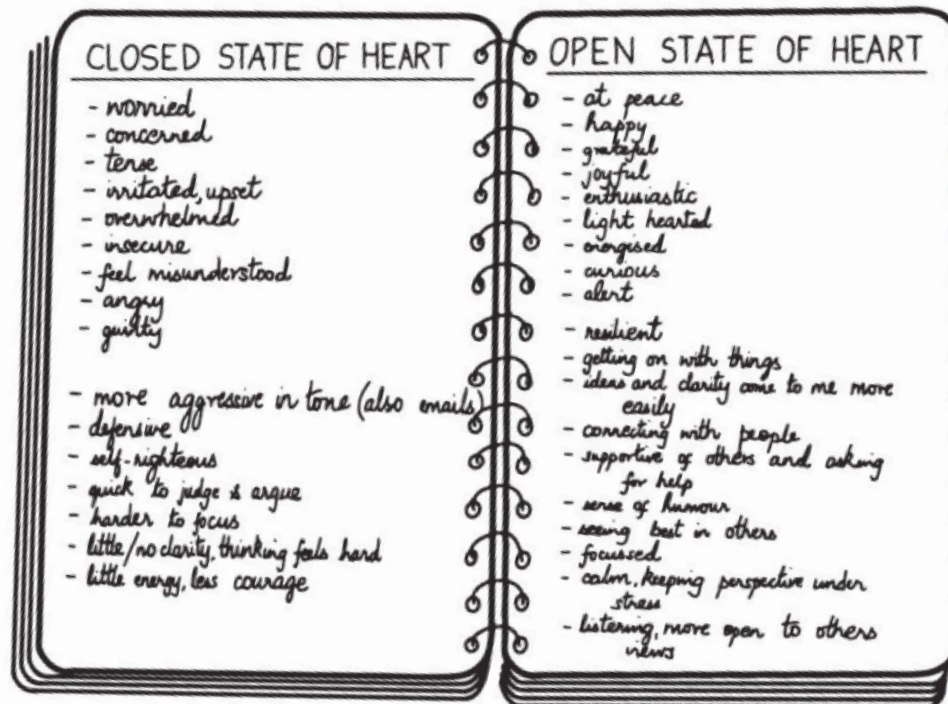 CLOSED STATE OF HEART
- worried
- concerned
- tense
- irritated, upset
- overwhelmed
- insecure
- feel misunderstood
- angry
- guilty
- more aggressive in tone (also emails)
- defensive
- self-righteous
- quick to judge & argue
- harder to focus
- little/no clarity, thinking feels hard
- little energy, less courage
OPEN STATE OF HEART
- at peace
- happy
- grateful
- joyful
- enthusiastic
- light hearted
- energised
- curious
- alert
- resilient
- getting on with things
- ideas and clarity come to me more
easily
- connecting with people
- supportive of others and asking
for help
- sense of humour
- seeing best in others
- focussed
- calm, keeping perspective under
stress
- listening, more open to others
views